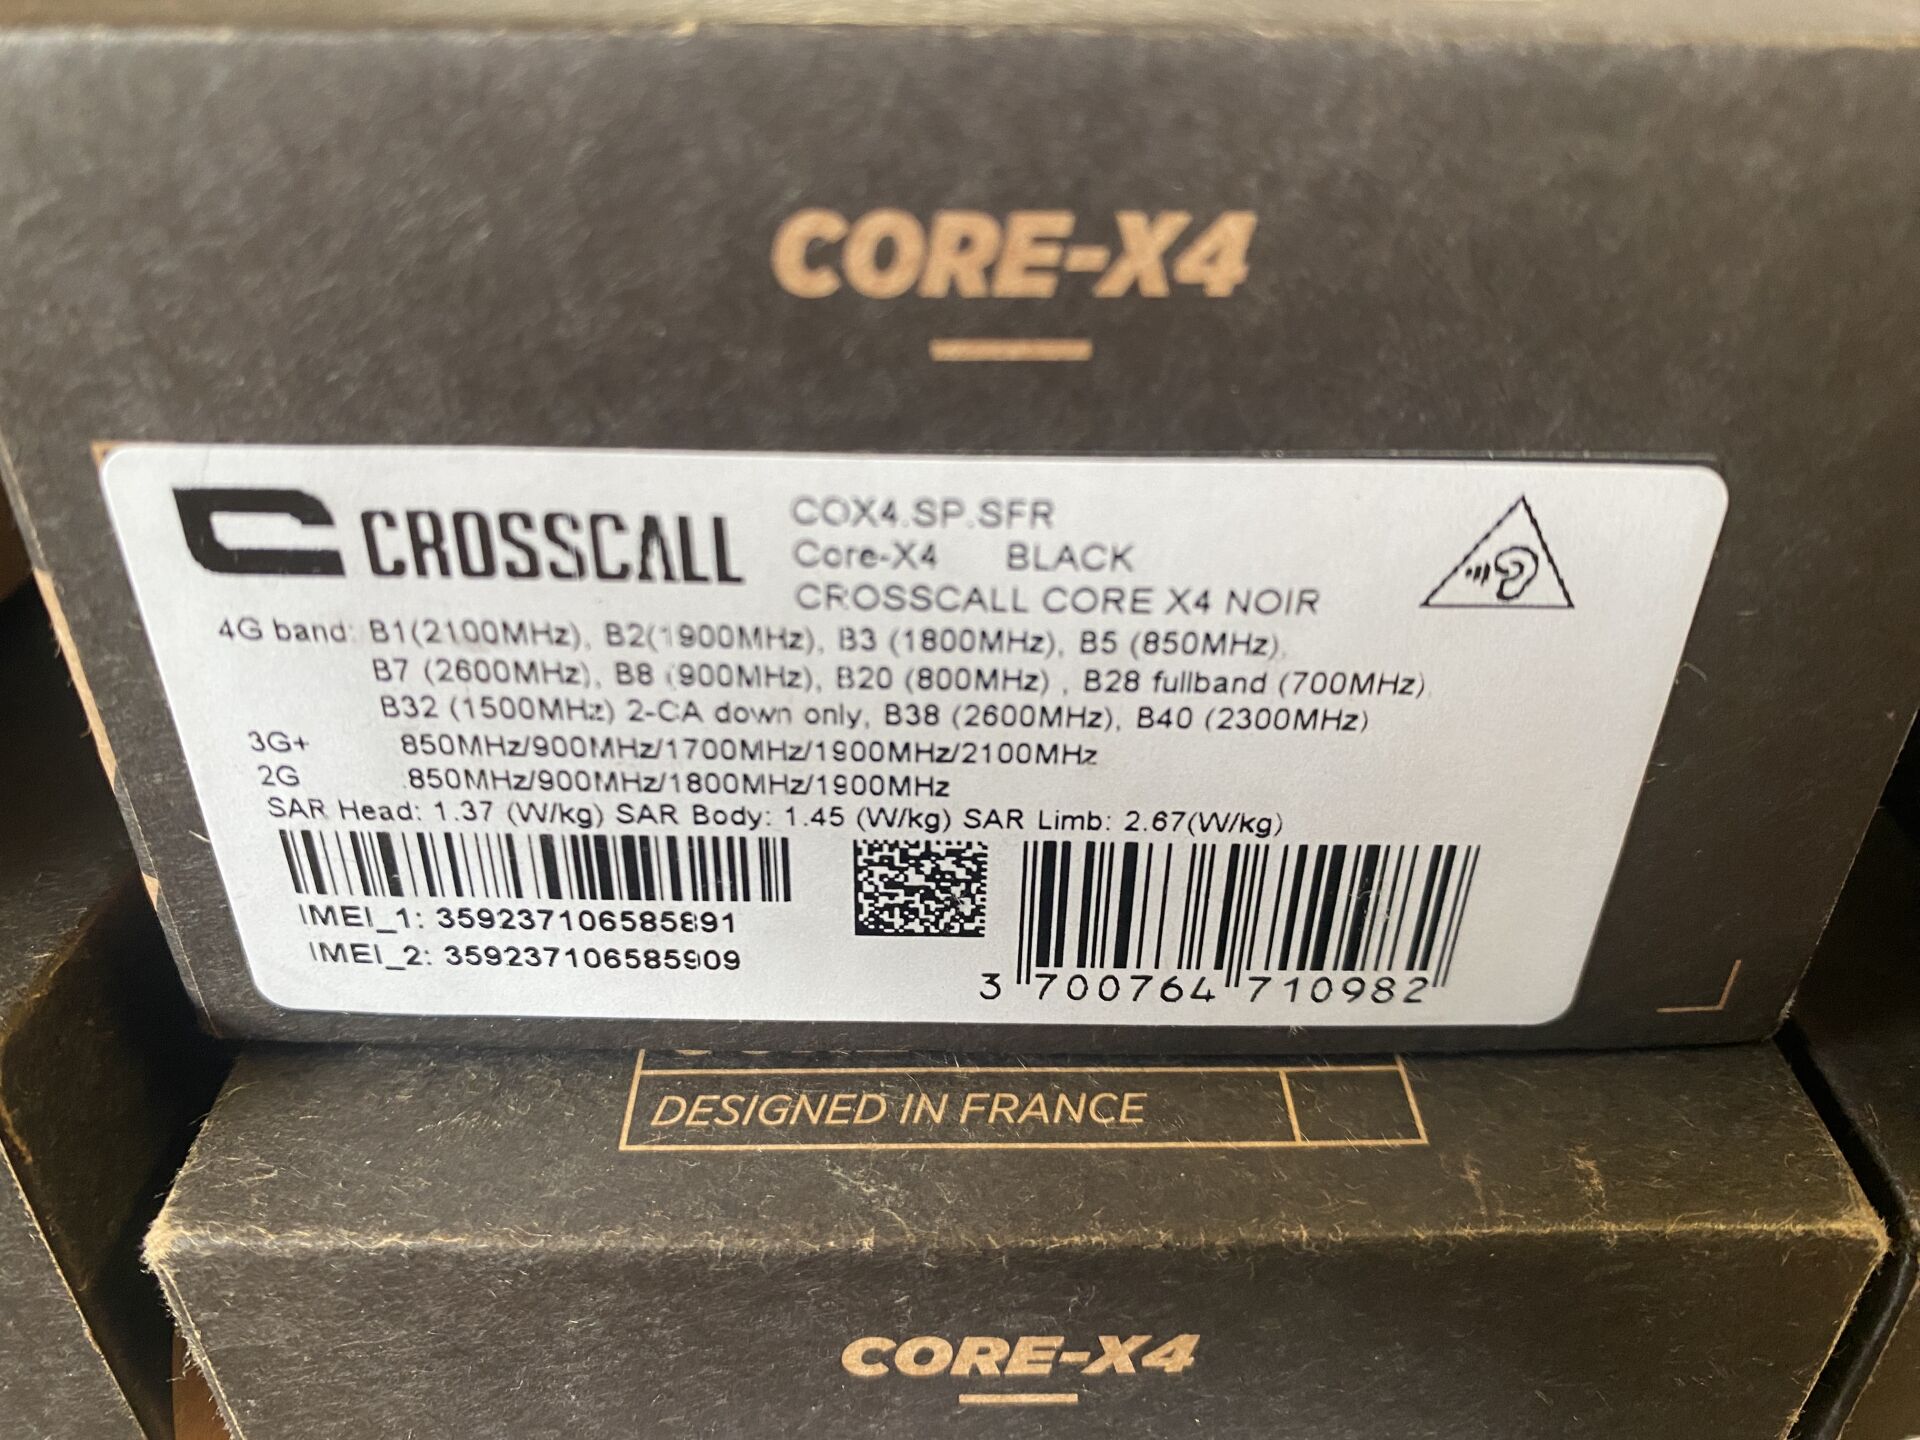 CORE-X4
CROSSCALL
COX4.SP.SFR
Core-X4 BLACK
CROSSCALL CORE X4 NOIR
4G band: B1(2100MHz), B2(1900MHz), B3 (1800MHz), B5 (850MHz),
B7 (2600MHz), B8 (900MHz), B20 (800MHz) , B28 fullband (700MHz),
B32 (1500MHz) 2-CA down only, B38 (2600MHz), B40 (2300MHz)
3G+ 850MHz/900MHz/1700MHz/1900MHz/2100MHz
2G 850MHz/900MHz/1800MHz/1900MHz
SAR Head: 1.37 (W/kg) SAR Body: 1.45 (W/kg) SAR Limb: 2.67(W/kg)
IMEI_1: 359237106585891
IMEI_2: 359237106585909
3 700764 710982
DESIGNED IN FRANCE
CORE-X4